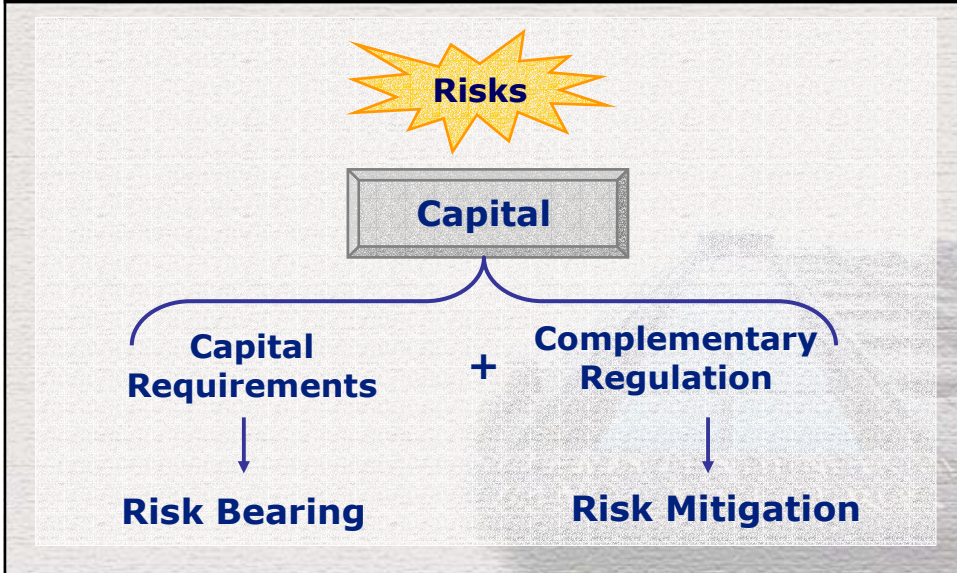 Risks
Capital
Capital
Requirements
+
Complementary
Regulation
Risk Bearing
Risk Mitigation